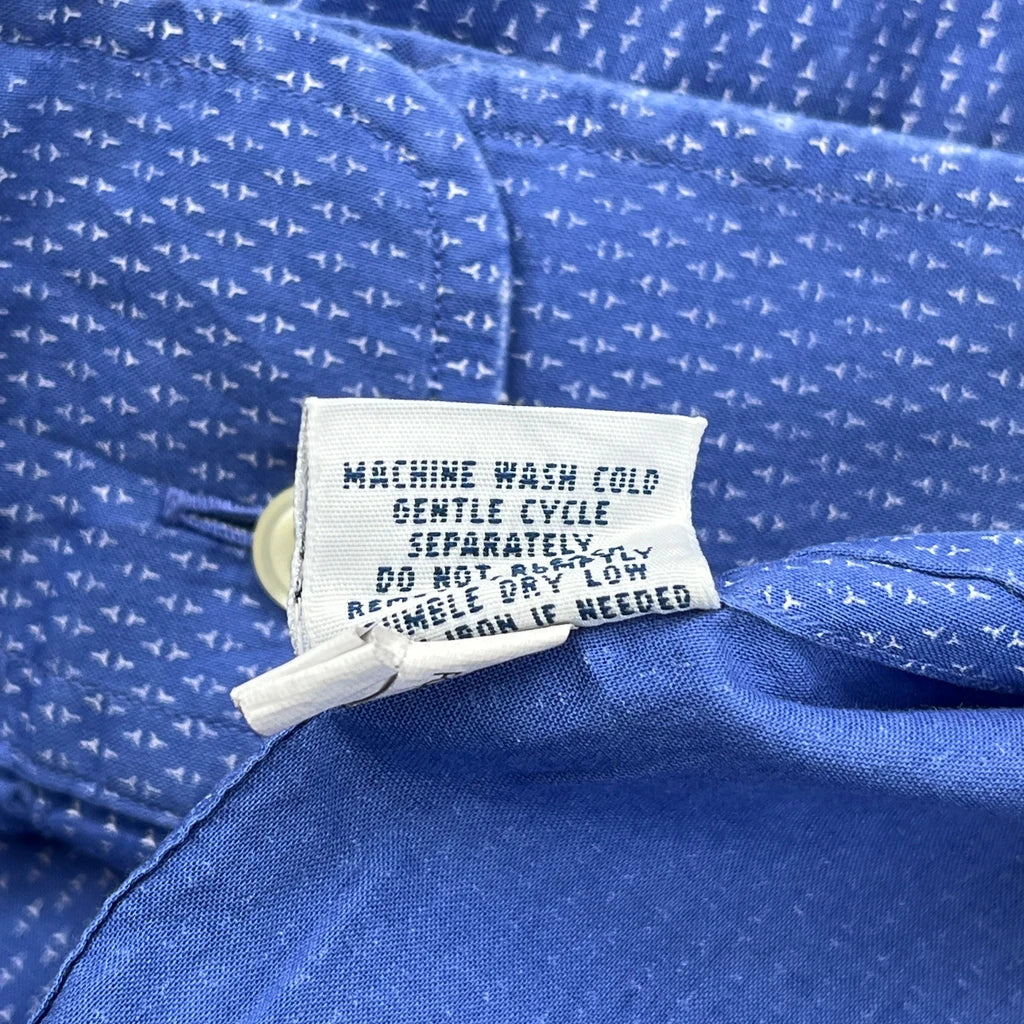 MACHINE WASH COLD
GENTLE CYCLE
SEPARATELY
DO NOT
TUMBLE DRY LOW
IRON IF NEEDED